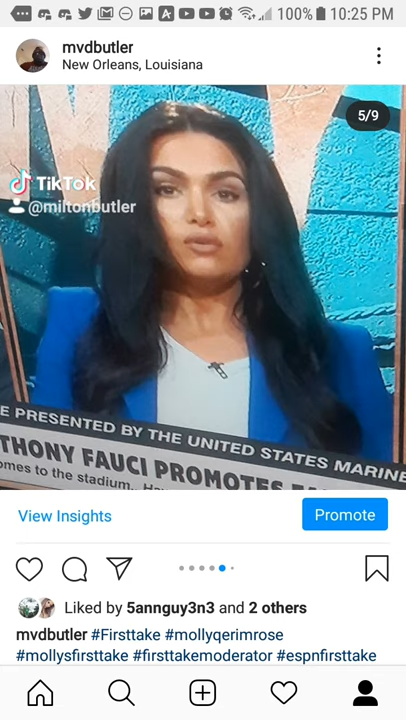 100% 10:25 PM
mvdbutler
New Orleans, Louisiana
5/9
TikTok
@miltonbutler
E PRESENTED BY THE UNITED STATES MARINE
THONY FAUCI PROMOTES
omes to the stadium.
View Insights
Promote
Liked by 5annguy3n3 and 2 others
mvdbutler #Firsttake #mollyqerimrose
#mollysfirsttake #firsttakemoderator #espnfirsttake